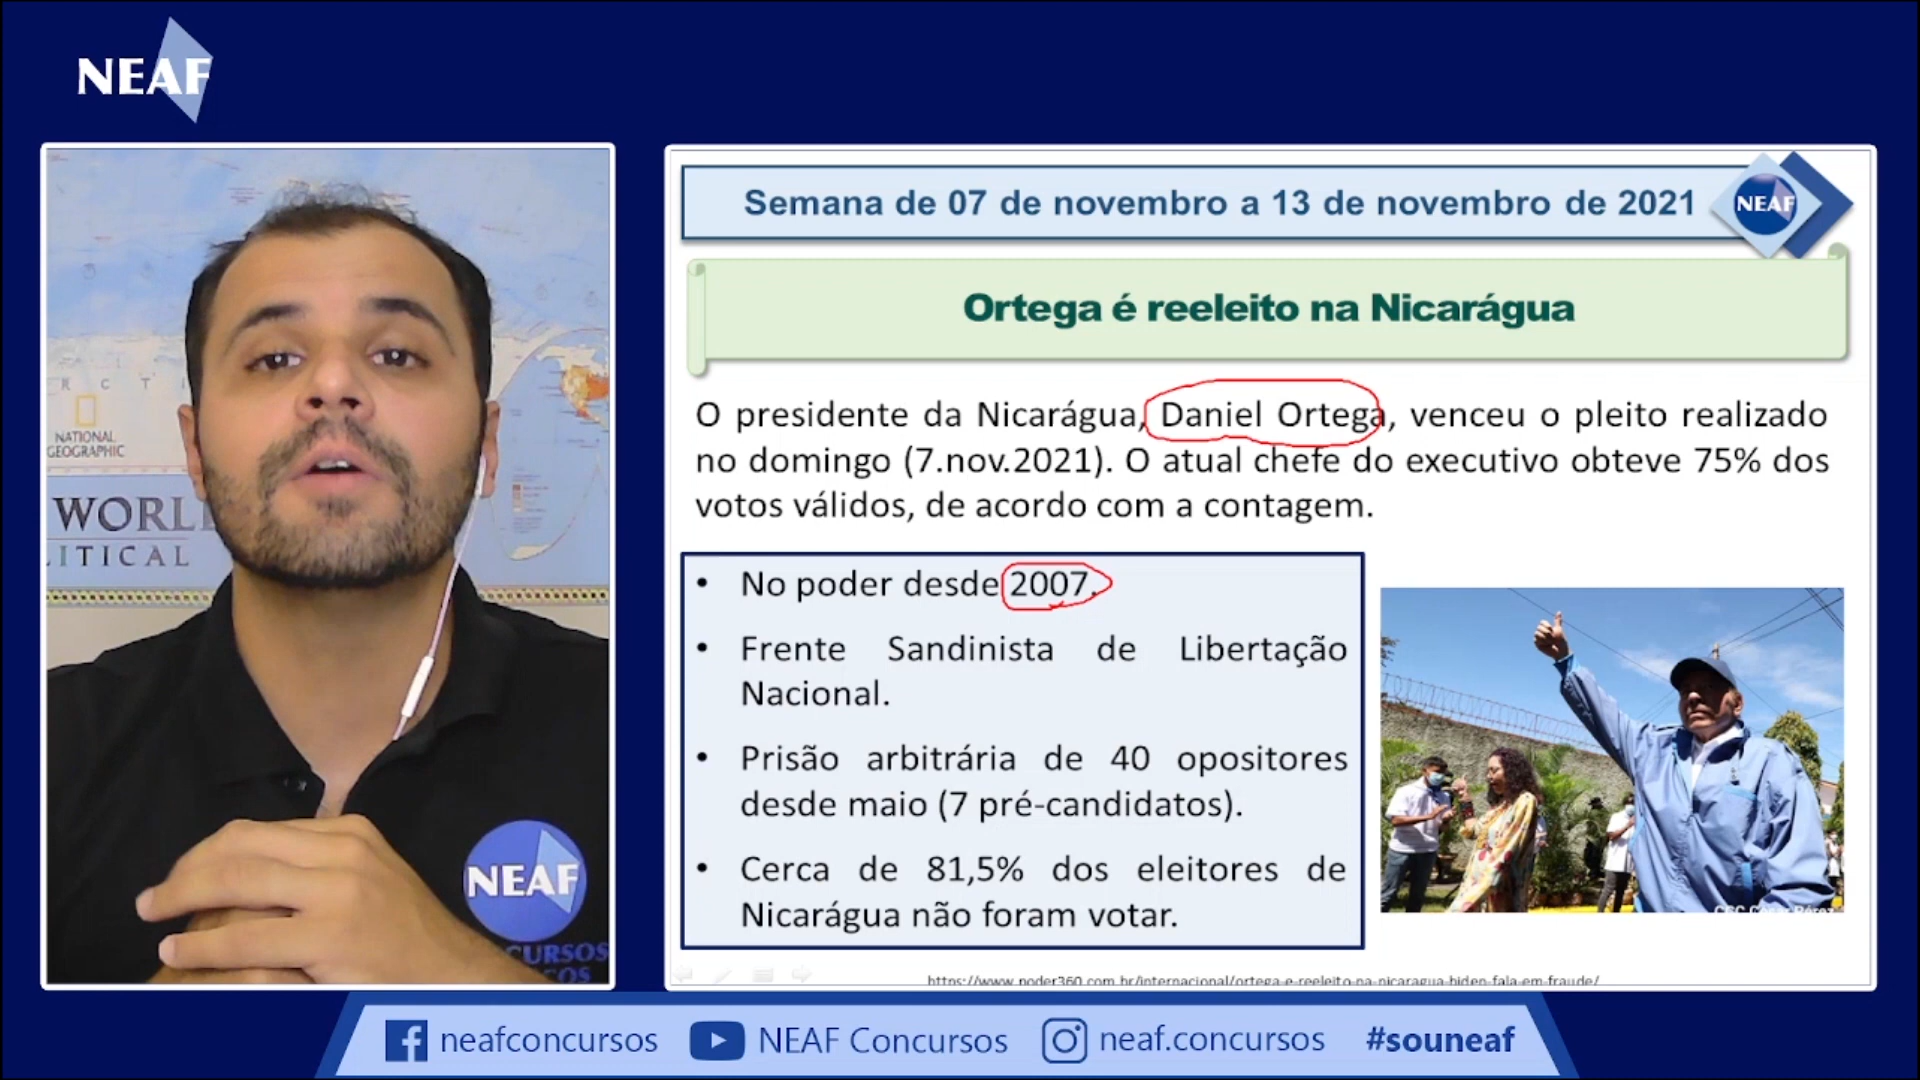 NEAF
NATIONAL
GEOGRAPHIC
WORL
ITICAL
NEAF
CURSOS
Semana de 07 de novembro a 13 de novembro de 2021
NEAF
Ortega é reeleito na Nicarágua
O presidente da Nicarágua, Daniel Ortega, venceu o pleito realizado
no domingo (7.nov.2021). O atual chefe do executivo obteve 75% dos
votos válidos, de acordo com a contagem.
• No poder desde 2007.
• Frente Sandinista de Libertação
Nacional.
• Prisão arbitrária de 40 opositores
desde maio (7 pré-candidatos).
• Cerca de 81,5% dos eleitores de
Nicarágua não foram votar.
https://www.poder360.com.br/internacional/ortega-e-reeleito-na-nicaragua-biden-fala-em-fraude/
neafconcursos
NEAF Concursos
neaf.concursos
#souneaf